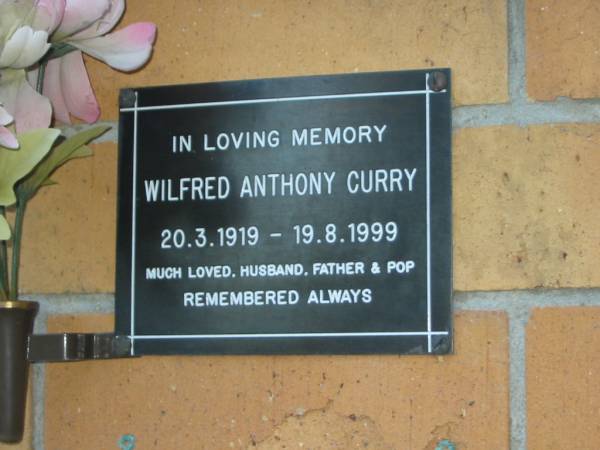 IN LOVING MEMORY
WILFRED ANTHONY CURRY
20.3.1919 - 19.8.1999
MUCH LOVED, HUSBAND, FATHER & POP
REMEMBERED ALWAYS